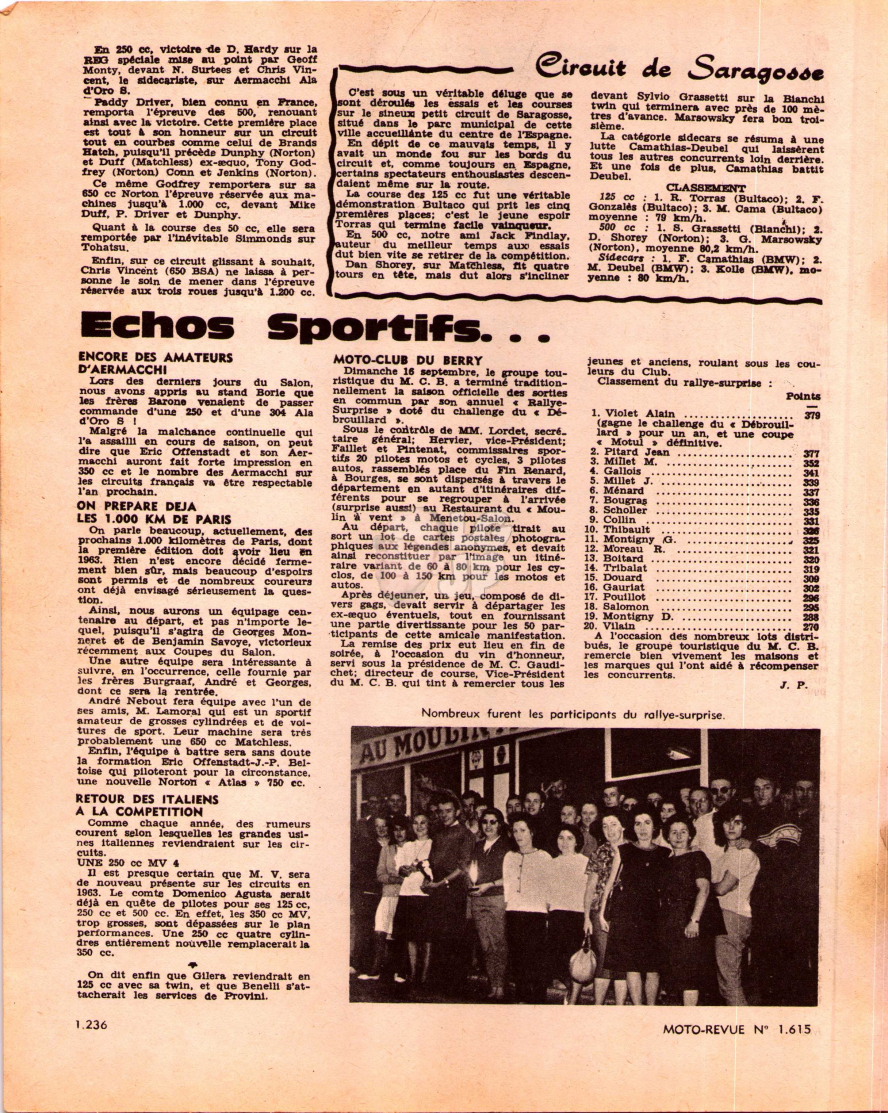 En 250 cc, victoire de D. Hardy sur la
REG spéciale mise au point par Geoff
Monty, devant N. Surtees et Chris Vin-
cent, le sidecariste, sur Aermacchi Ala
d'Oro S.
Paddy Driver, bien connu en France,
remporta l'épreuve des 500, renouant
ainsi avec la victoire. Cette première place
est tout à son honneur sur un circuit
tout en courbes comme celui de Brands
Hatch, puisqu'il précède Dunphy (Norton)
et Duff (Matchless) ex-æquo, Tony God-
frey (Norton) Conn et Jenkins (Norton).
Ce même Godfrey remportera sur sa
650 cc Norton l'épreuve réservée aux ma-
chines jusqu'à 1.000 cc, devant Mike
Duff, P. Driver et Dunphy.
Quant à la course des 50 cc, elle sera
remportée par l'inévitable Simmonds sur
Tohatsu.
Enfin, sur ce circuit glissant à souhait,
Chris Vincent (650 BSA) ne laissa à per-
sonne le soin de mener dans l'épreuve
réservée aux trois roues jusqu'à 1.200 cc.
Circuit de Saragosse
C'est sous un véritable déluge que se
sont déroulés les essais et les courses
sur le sineux petit circuit de Saragosse,
situé dans le parc municipal de cette
ville accueillante du centre de l'Espagne.
En dépit de ce mauvais temps, il y
avait un monde fou sur les bords du
circuit et, comme toujours en Espagne,
certains spectateurs enthousiastes descen-
daient même sur la route.
La course des 125 cc fut une véritable
démonstration Bultaco qui prit les cinq
premières places; c'est le jeune espoir
Torras qui termine facile vainqueur.
En 500 cc, notre ami Jack Findlay,
auteur du meilleur temps aux essais
dut bien vite se retirer de la compétition.
Dan Shorey, sur Matchless, fit quatre
tours en tête, mais dut alors s'incliner
devant Sylvio Grassetti sur la Bianchi
twin qui terminera avec près de 100 mè-
tres d'avance. Marsowsky fera bon troi-
sième.
La catégorie sidecars se résuma à une
lutte Camathias-Deubel qui laissèrent
tous les autres concurrents loin derrière.
Et une fois de plus, Camathias battit
Deubel.
CLASSEMENT
125 cc : 1. R. Torras (Bultaco); 2. F.
Gonzalès (Bultaco); 3. M. Cama (Bultaco)
moyenne : 79 km/h.
500 cc : 1. S. Grassetti (Bianchi); 2.
D. Shorey (Norton); 3. G. Marsowsky
(Norton), moyenne 80,2 km/h.
Sidecars : 1. F. Camathias (BMW); 2.
M. Deubel (BMW); 3. Kolle (BMW), mo-
yenne : 80 km/h.
Echos Sportifs...
ENCORE DES AMATEURS
D'AERMACCHI
Lors des derniers jours du Salon,
nous avons appris au stand Borie que
les frères Barone venaient de passer
commande d'une 250 et d'une 304 Ala
d'Oro S !
Malgré la malchance continuelle qui
l'a assailli en cours de saison, on peut
dire que Eric Offenstadt et son Aer-
macchi auront fait forte impression en
350 cc et le nombre des Aermacchi sur
les circuits français va être respectable
l'an prochain.
ON PREPARE DEJA
LES 1.000 KM DE PARIS
On parle beaucoup, actuellement, des
prochains 1.000 kilomètres de Paris, dont
la première édition doit avoir lieu en
1963. Rien n'est encore décidé ferme-
ment bien sûr, mais beaucoup d'espoirs
sont permis et de nombreux coureurs
ont déjà envisagé sérieusement la ques-
tion.
Ainsi, nous aurons un équipage cen-
tenaire au départ, et pas n'importe le-
quel, puisqu'il s'agira de Georges Mon-
neret et de Benjamin Savoye, victorieux
récemment aux Coupes du Salon.
Une autre équipe sera intéressante à
suivre, en l'occurrence, celle fournie par
les frères Burgraaf, André et Georges,
dont ce sera la rentrée.
André Nebout fera équipe avec l'un de
ses amis, M. Lamoral qui est un sportif
amateur de grosses cylindrées et de voi-
tures de sport. Leur machine sera très
probablement une 650 cc Matchless.
Enfin, l'équipe à battre sera sans doute
la formation Eric Offenstadt-J.-P. Bel-
toise qui piloteront pour la circonstance,
une nouvelle Norton « Atlas » 750 cc.
RETOUR DES ITALIENS
A LA COMPETITION
Comme chaque année, des rumeurs
courent selon lesquelles les grandes usi-
nes italiennes reviendraient sur les cir-
cuits.
UNE 250 cc MV 4
Il est presque certain que M. V. sera
de nouveau présente sur les circuits en
1963. Le comte Domenico Agusta serait
déjà en quête de pilotes pour ses 125 cc,
250 cc et 500 cc. En effet, les 350 cc MV,
trop grosses, sont dépassées sur le plan
performances. Une 250 cc quatre cylin-
dres entièrement nouvelle remplacerait la
350 cc.
On dit enfin que Gilera reviendrait en
125 cc avec sa twin, et que Benelli s'at-
tacherait les services de Provini.
MOTO-CLUB DU BERRY
Dimanche 16 septembre, le groupe tou-
ristique du M. C. B. a terminé tradition-
nellement la saison officielle des sorties
en commun par son annuel « Rallye-
Surprise » doté du challenge du « Dé-
brouillard ».
Sous le contrôle de MM. Lordet, secré-
taire général; Hervier, vice-Président;
Faillet et Pintenat, commissaires spor-
tifs 20 pilotes motos et cycles, 3 pilotes
autos, rassemblés place du Fin Renard,
à Bourges, se sont dispersés à travers le
département en autant d'itinéraires dif-
férents pour se regrouper à l'arrivée
(surprise aussi) au Restaurant du « Mou-
lin à vent » à Menetou-Salon.
Au départ, chaque pilote tirait au
sort un lot de cartes postales photogra-
phiques aux légendes anonymes, et devait
ainsi reconstituer par l'image un itiné-
raire variant de 60 à 80 km pour les cy-
clos, de 100 à 150 km pour les motos et
autos.
Après déjeuner, un jeu, composé de di-
vers gags, devait servir à départager les
ex-æquo éventuels, tout en fournissant
une partie divertissante pour les 50 par-
ticipants de cette amicale manifestation.
La remise des prix eut lieu en fin de
soirée, à l'occasion du vin d'honneur,
servi sous la présidence de M. C. Gaudi-
chet; directeur de course, Vice-Président
du M. C. B. qui tint à remercier tous les
jeunes et anciens, roulant sous les cou-
leurs du Club.
Classement du rallye-surprise :
Points
1. Violet Alain .................... 379
(gagne le challenge du « Débrouil-
lard » pour un an, et une coupe
« Motul » définitive.
2. Pitard Jean .................... 377
3. Millet M. .................... 352
4. Gallois .................... 341
5. Millet J. .................... 339
6. Ménard .................... 337
7. Bougras .................... 336
8. Scholler .................... 335
9. Collin .................... 331
10. Thibault .................... 326
11. Montigny G. .................... 325
12. Moreau R. .................... 321
13. Boitard .................... 320
14. Tribalat .................... 319
15. Douard .................... 309
16. Gauriat .................... 302
17. Pouillot .................... 296
18. Salomon .................... 295
19. Montigny D. .................... 288
20. Vilain .................... 270
A l'occasion des nombreux lots distri-
bués, le groupe touristique du M. C. B.
remercie bien vivement les maisons et
les marques qui l'ont aidé à récompenser
les concurrents.
J. P.
Nombreux furent les participants du rallye-surprise.
AU MOULIN
1.236
MOTO-REVUE N° 1.615